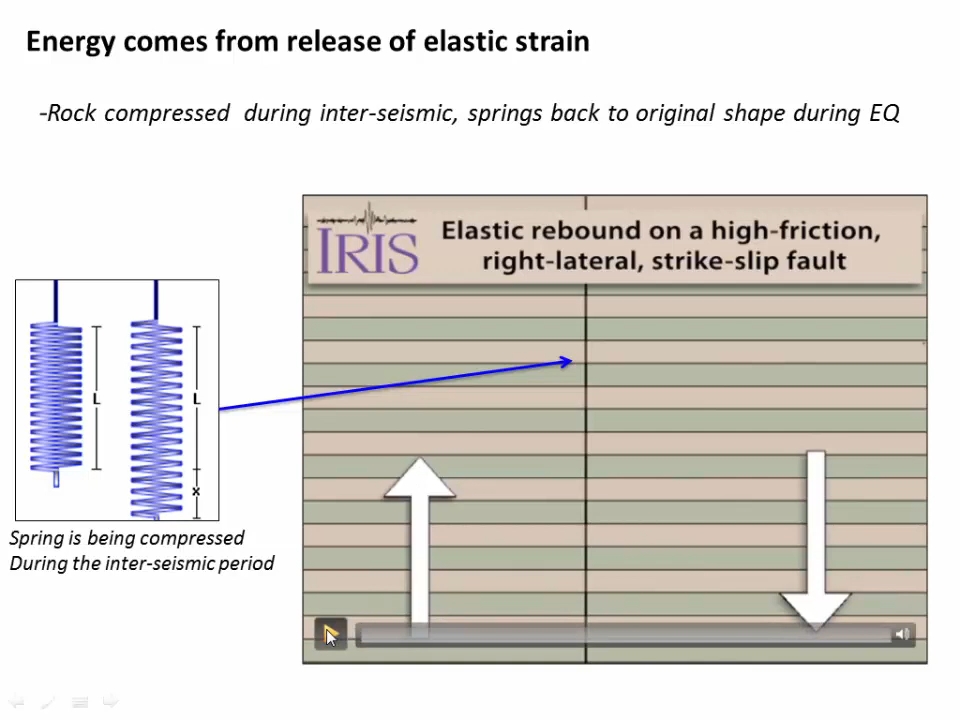 Energy comes from release of elastic strain
-Rock compressed during inter-seismic, springs back to original shape during EQ
IRIS
Elastic rebound on a high-friction,
right-lateral, strike-slip fault
L
L
x
Spring is being compressed
During the inter-seismic period